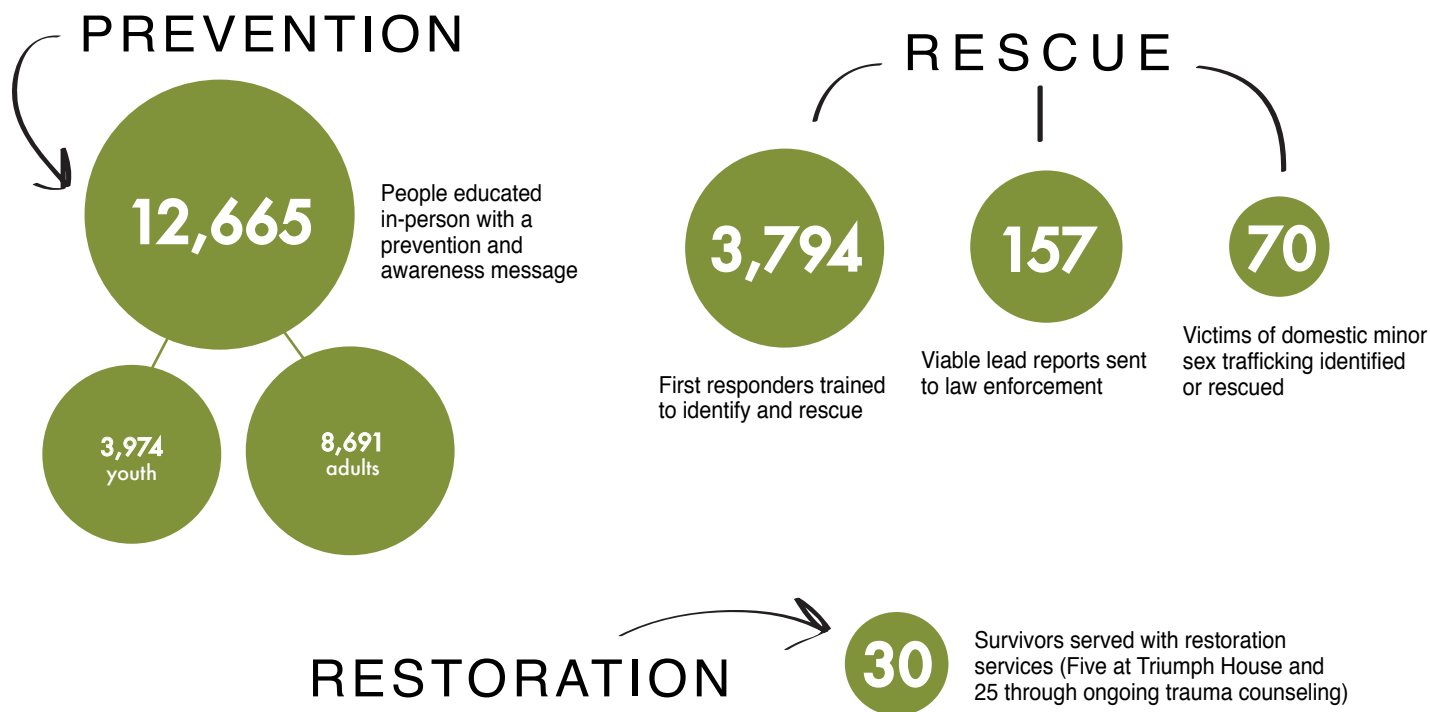 PREVENTION
12,665
People educated
in-person with a
prevention and
awareness message
3,974
youth
8,691
adults
RESCUE
3,794
First responders trained
to identify and rescue
157
Viable lead reports sent
to law enforcement
70
Victims of domestic minor
sex trafficking identified
or rescued
RESTORATION
30
Survivors served with restoration
services (Five at Triumph House and
25 through ongoing trauma counseling)